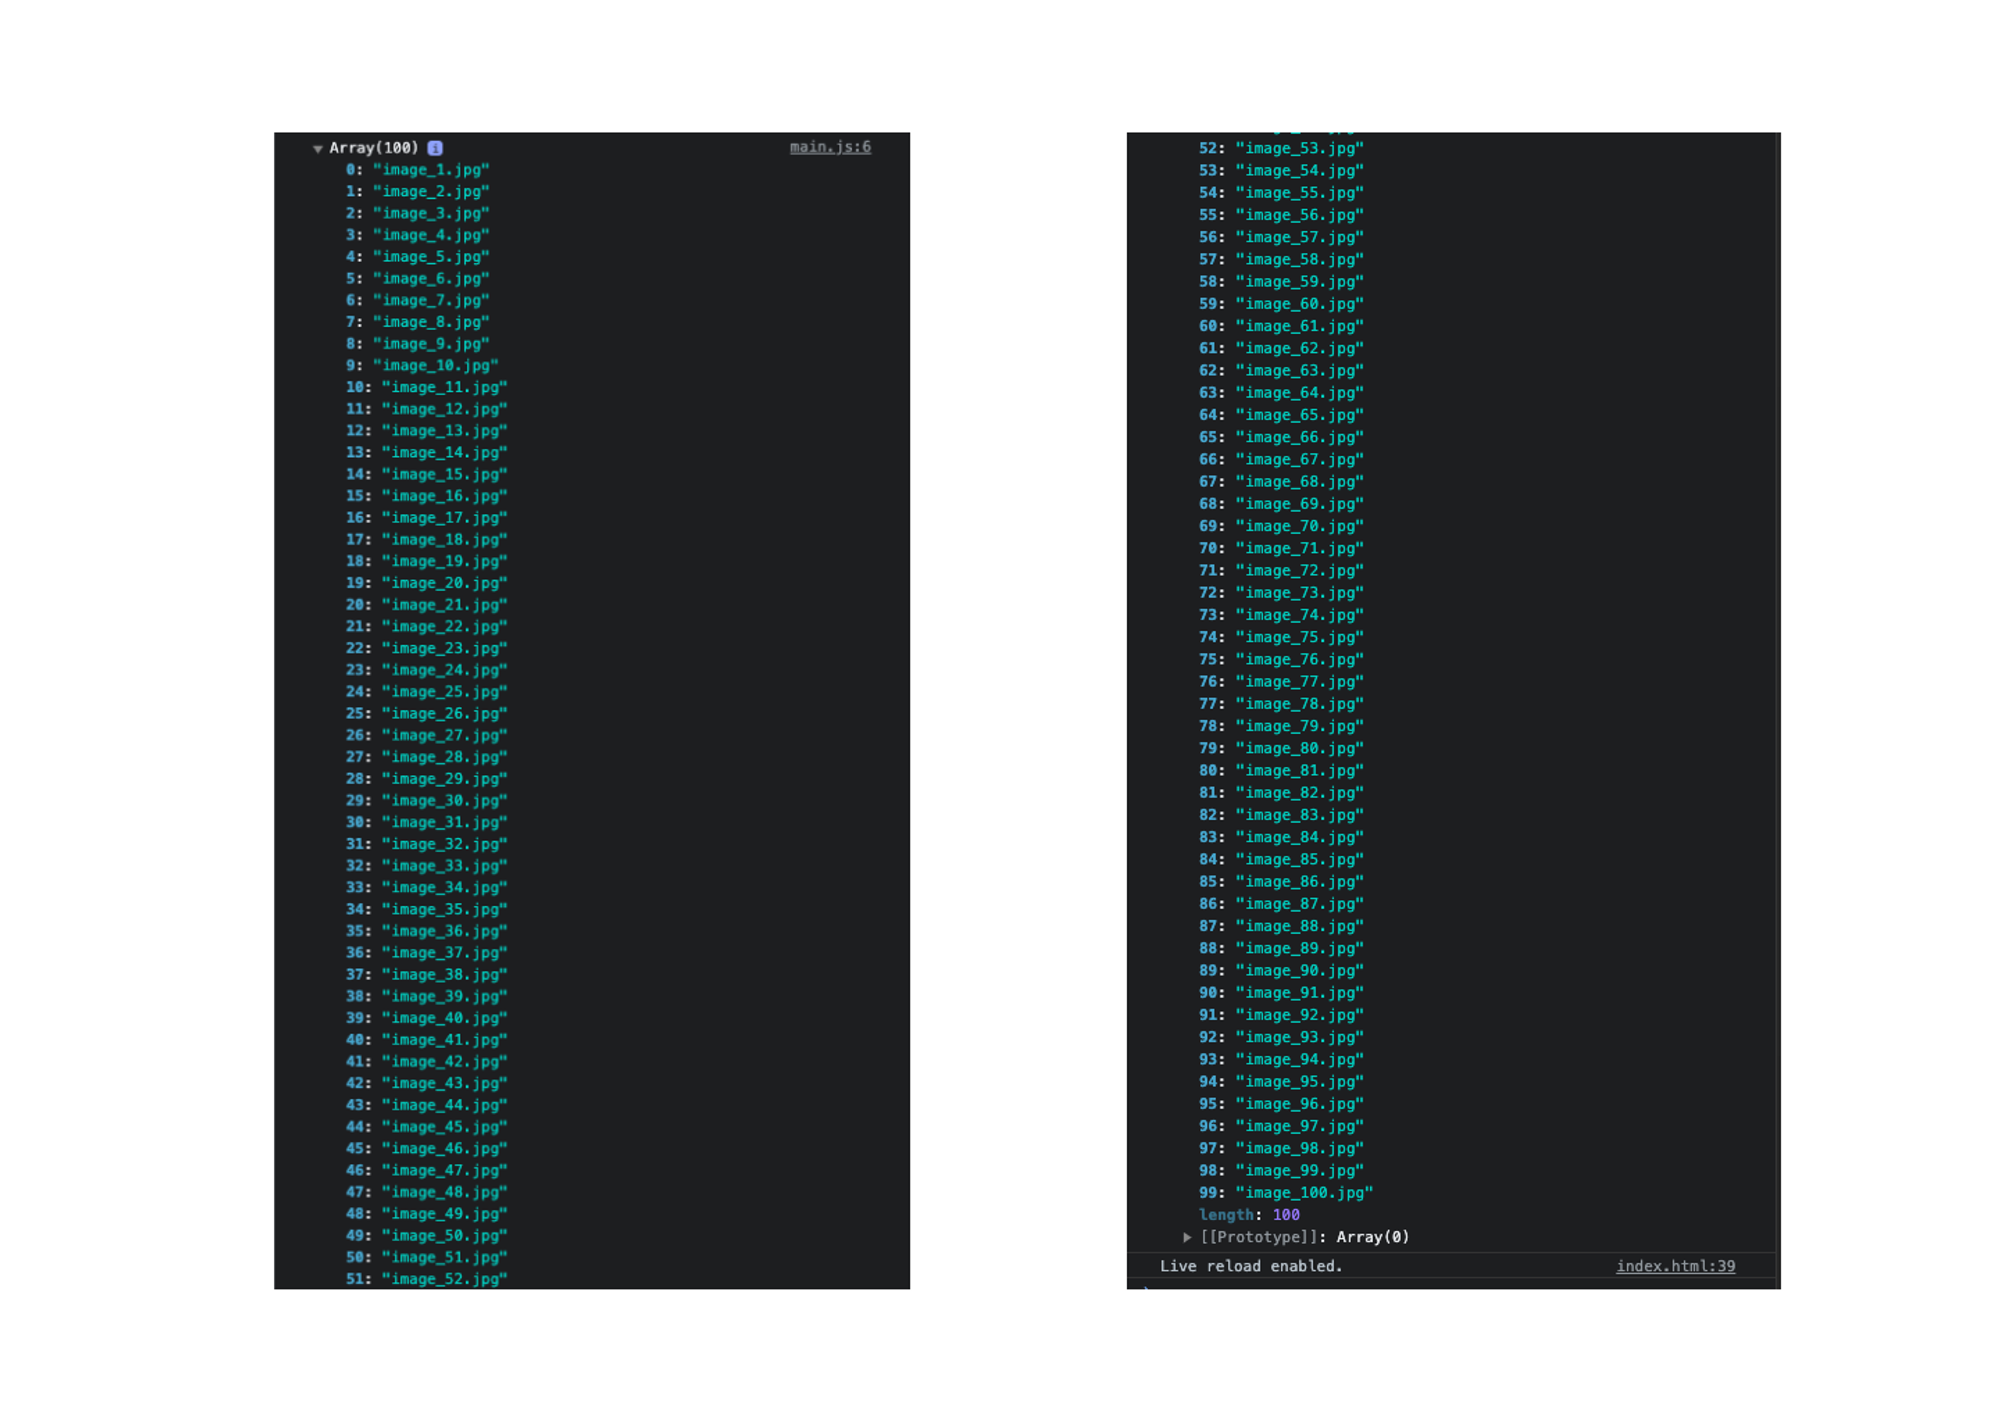 Array(100) i main.js:6
0: "image_1.jpg"
1: "image_2.jpg"
2: "image_3.jpg"
3: "image_4.jpg"
4: "image_5.jpg"
5: "image_6.jpg"
6: "image_7.jpg"
7: "image_8.jpg"
8: "image_9.jpg"
9: "image_10.jpg"
10: "image_11.jpg"
11: "image_12.jpg"
12: "image_13.jpg"
13: "image_14.jpg"
14: "image_15.jpg"
15: "image_16.jpg"
16: "image_17.jpg"
17: "image_18.jpg"
18: "image_19.jpg"
19: "image_20.jpg"
20: "image_21.jpg"
21: "image_22.jpg"
22: "image_23.jpg"
23: "image_24.jpg"
24: "image_25.jpg"
25: "image_26.jpg"
26: "image_27.jpg"
27: "image_28.jpg"
28: "image_29.jpg"
29: "image_30.jpg"
30: "image_31.jpg"
31: "image_32.jpg"
32: "image_33.jpg"
33: "image_34.jpg"
34: "image_35.jpg"
35: "image_36.jpg"
36: "image_37.jpg"
37: "image_38.jpg"
38: "image_39.jpg"
39: "image_40.jpg"
40: "image_41.jpg"
41: "image_42.jpg"
42: "image_43.jpg"
43: "image_44.jpg"
44: "image_45.jpg"
45: "image_46.jpg"
46: "image_47.jpg"
47: "image_48.jpg"
48: "image_49.jpg"
49: "image_50.jpg"
50: "image_51.jpg"
51: "image_52.jpg"
52: "image_53.jpg"
53: "image_54.jpg"
54: "image_55.jpg"
55: "image_56.jpg"
56: "image_57.jpg"
57: "image_58.jpg"
58: "image_59.jpg"
59: "image_60.jpg"
60: "image_61.jpg"
61: "image_62.jpg"
62: "image_63.jpg"
63: "image_64.jpg"
64: "image_65.jpg"
65: "image_66.jpg"
66: "image_67.jpg"
67: "image_68.jpg"
68: "image_69.jpg"
69: "image_70.jpg"
70: "image_71.jpg"
71: "image_72.jpg"
72: "image_73.jpg"
73: "image_74.jpg"
74: "image_75.jpg"
75: "image_76.jpg"
76: "image_77.jpg"
77: "image_78.jpg"
78: "image_79.jpg"
79: "image_80.jpg"
80: "image_81.jpg"
81: "image_82.jpg"
82: "image_83.jpg"
83: "image_84.jpg"
84: "image_85.jpg"
85: "image_86.jpg"
86: "image_87.jpg"
87: "image_88.jpg"
88: "image_89.jpg"
89: "image_90.jpg"
90: "image_91.jpg"
91: "image_92.jpg"
92: "image_93.jpg"
93: "image_94.jpg"
94: "image_95.jpg"
95: "image_96.jpg"
96: "image_97.jpg"
97: "image_98.jpg"
98: "image_99.jpg"
99: "image_100.jpg"
length: 100
[[Prototype]]: Array(0)
Live reload enabled. index.html:39